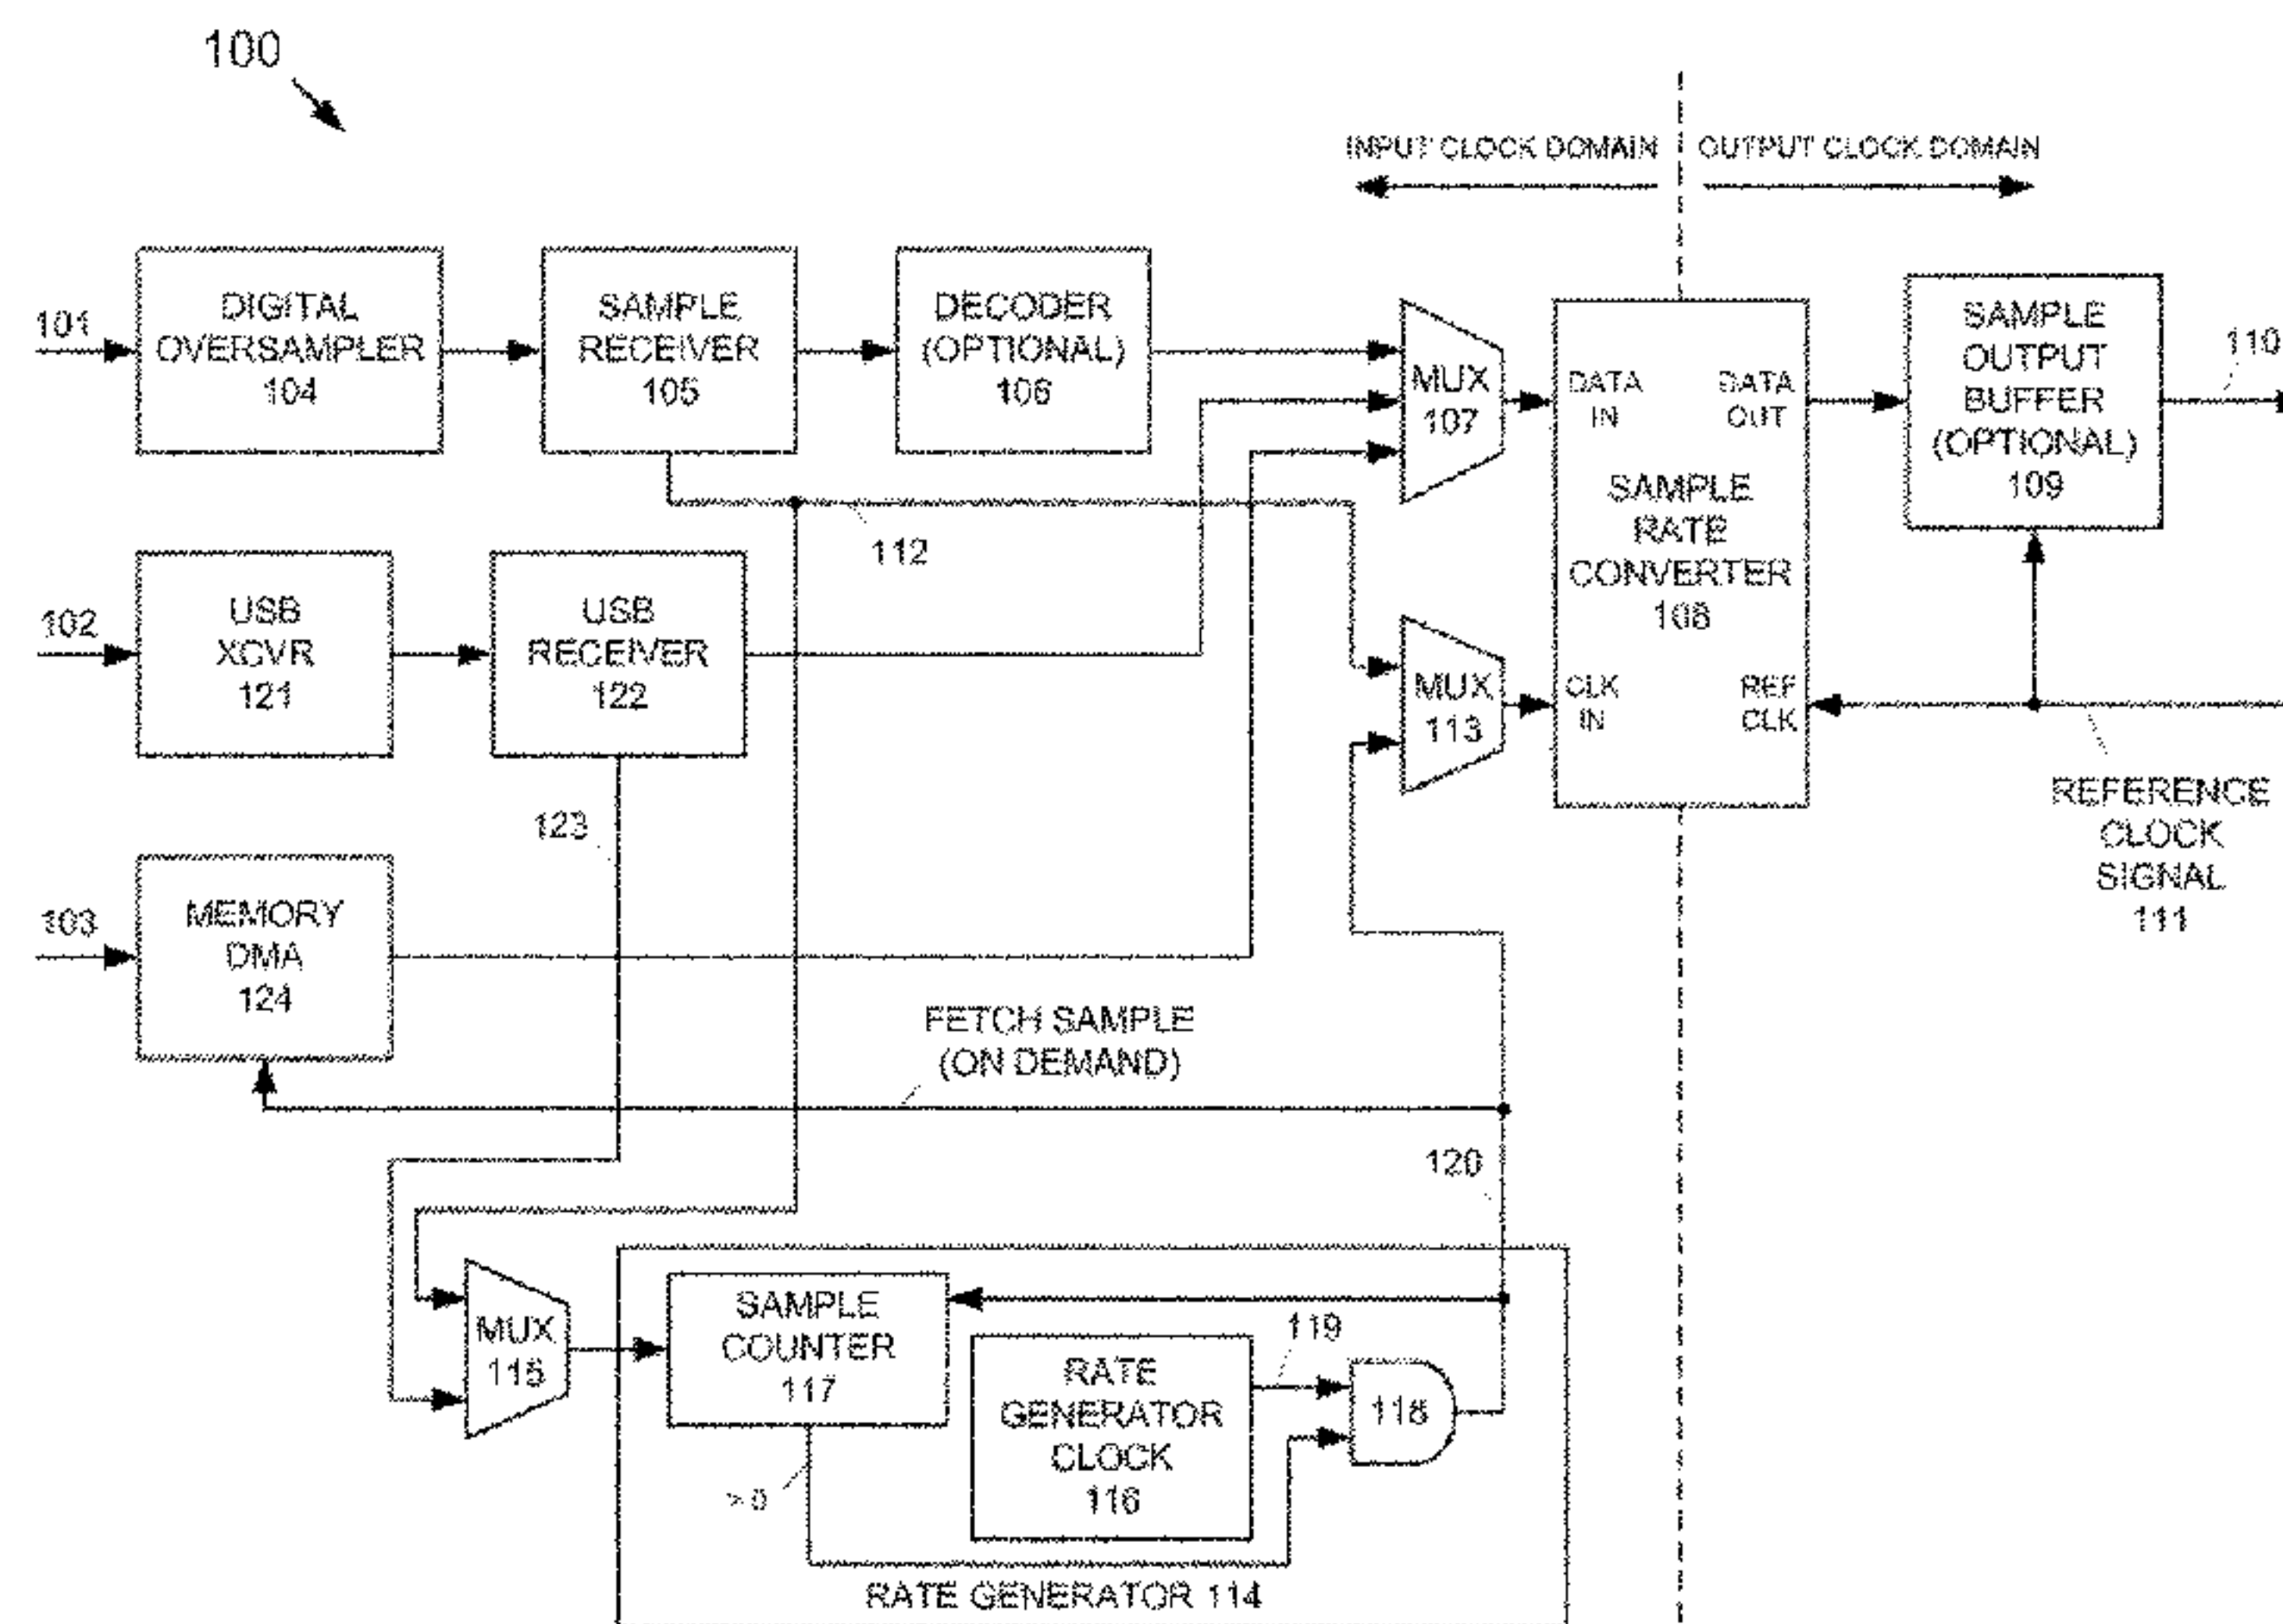 100
INPUT CLOCK DOMAIN
OUTPUT CLOCK DOMAIN
101
DIGITAL
OVERSAMPLER
104
SAMPLE
RECEIVER
105
DECODER
(OPTIONAL)
106
MUX
107
DATA
IN
DATA
OUT
SAMPLE
RATE
CONVERTER
108
CLK
IN
REF
CLK
SAMPLE
OUTPUT
BUFFER
(OPTIONAL)
109
110
112
102
USB
XCVR
121
USB
RECEIVER
122
MUX
113
REFERENCE
CLOCK
SIGNAL
111
123
103
MEMORY
DMA
124
FETCH SAMPLE
(ON DEMAND)
120
MUX
115
SAMPLE
COUNTER
117
119
RATE
GENERATOR
CLOCK
116
118
> 0
RATE GENERATOR 114